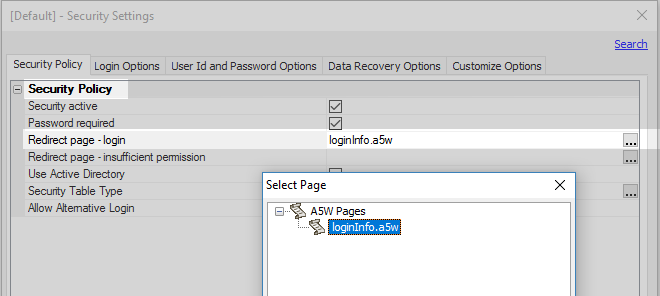 [Default] - Security Settings
Search
Security Policy Login Options User Id and Password Options Data Recovery Options Customize Options
Security Policy
Security active
Password required
Redirect page - login loginInfo.a5w ...
Redirect page - insufficient permission ...
Use Active Directory
Security Table Type ...
Allow Alternative Login
Select Page
A5W Pages
loginInfo.a5w